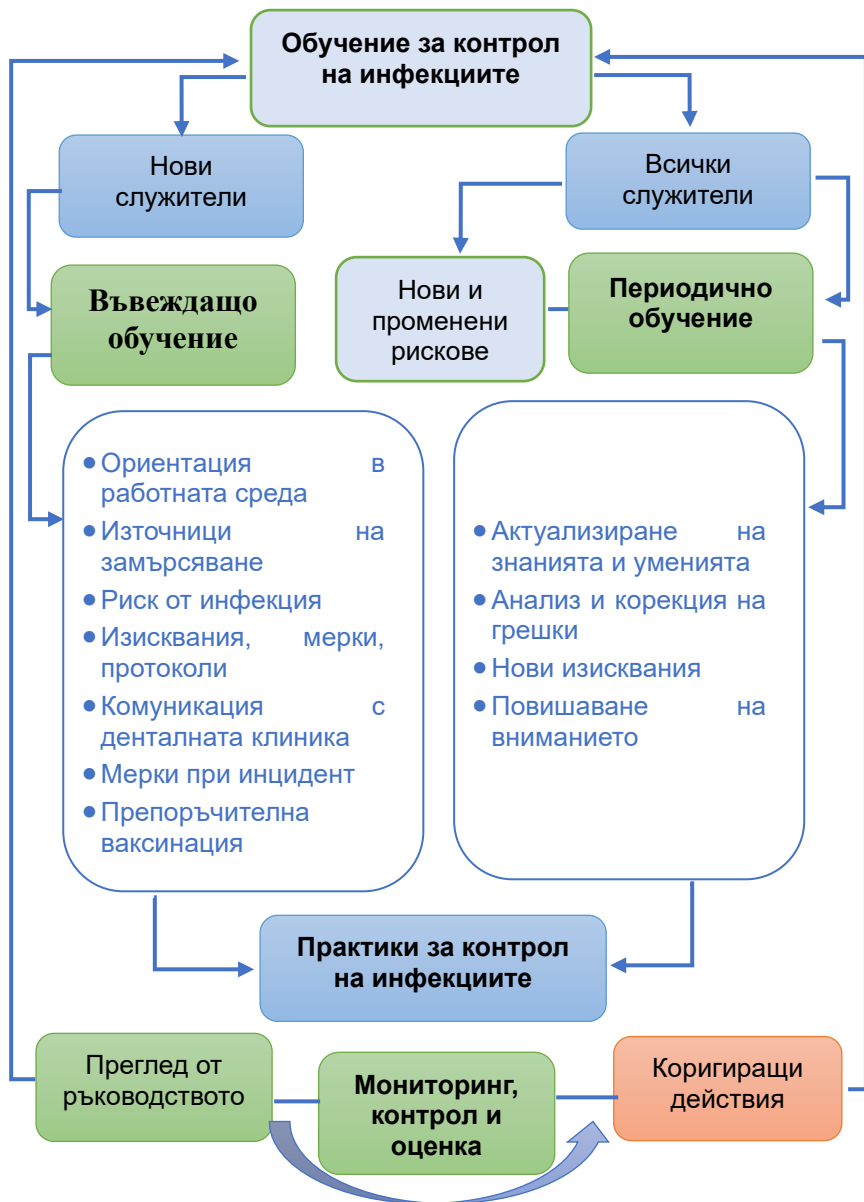 Обучение за контрол
на инфекциите
Нови
служители
Всички
служители
Въвеждащо
обучение
Нови и
променени
рискове
Периодично
обучение
• Ориентация в
работната среда
• Източници на
замърсяване
• Риск от инфекция
• Изисквания, мерки,
протоколи
• Комуникация с
денталната клиника
• Мерки при инцидент
• Препоръчителна
ваксинация
• Актуализиране на
знанията и уменията
• Анализ и корекция на
грешки
• Нови изисквания
• Повишаване на
вниманието
Практики за контрол
на инфекциите
Преглед от
ръководството
Мониторинг,
контрол и
оценка
Коригиращи
действия